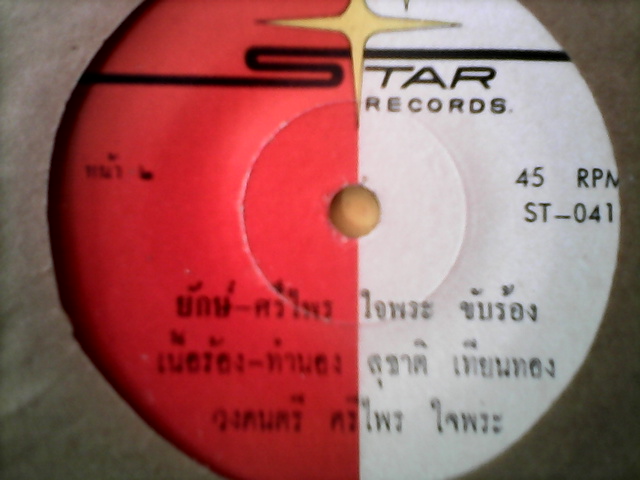 STAR
RECORDS.
หน้า ๒
45 RPM
ST-041
ยักษ์-ศรีไพร ใจพระ ขับร้อง
เนื้อร้อง-ทำนอง สุชาติ เทียนทอง
วงดนตรี ศรีไพร ใจพระ